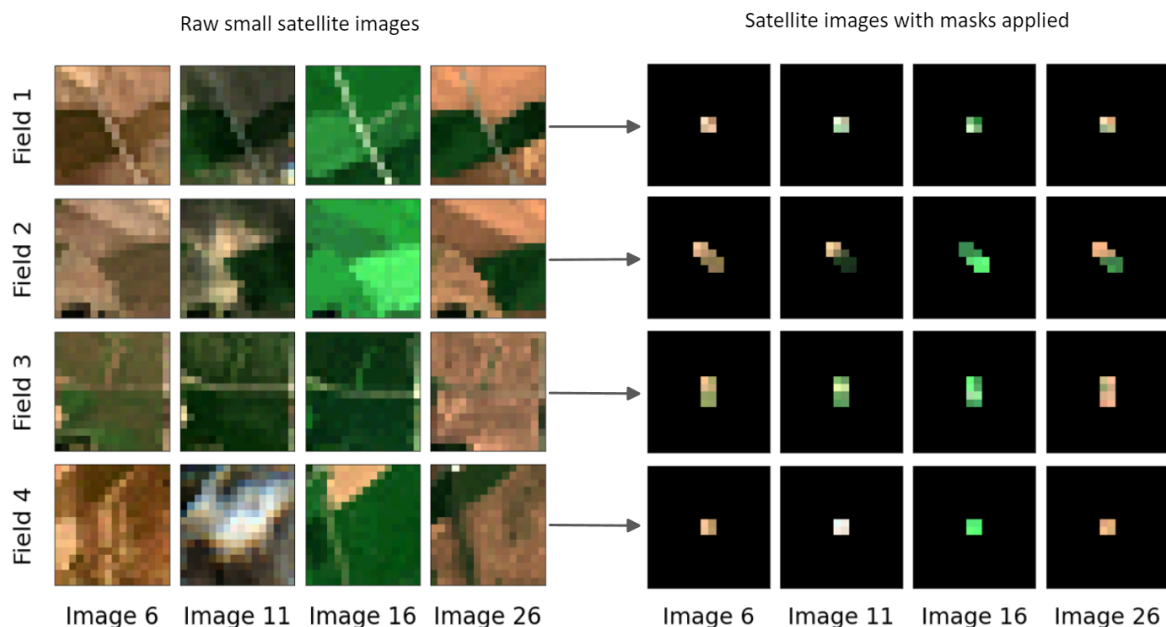 Raw small satellite images
Satellite images with masks applied
Field 1
Field 2
Field 3
Field 4
Image 6 Image 11 Image 16 Image 26
Image 6 Image 11 Image 16 Image 26